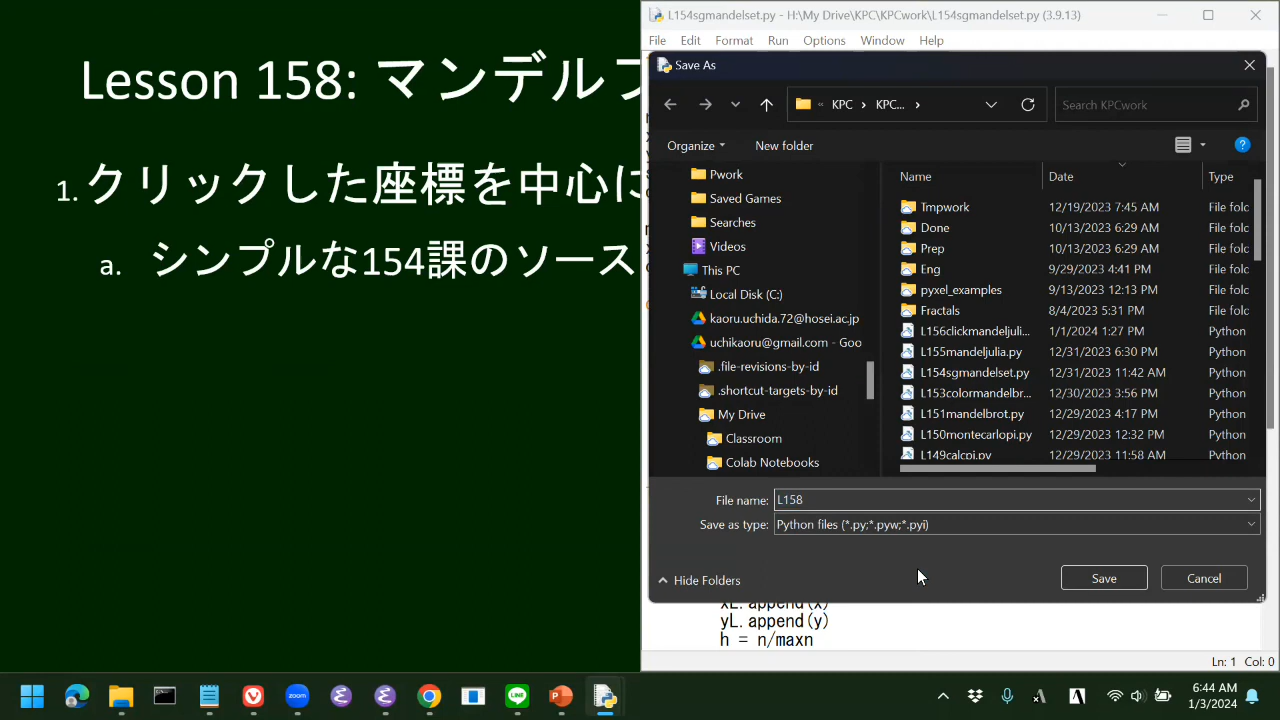 Lesson 158: マンデル
1. クリックした座標を中心に
a. シンプルな154課のソース
L154sgmandelset.py - H:\My Drive\KPC\KPCwork\L154sgmandelset.py (3.9.13)
File Edit Format Run Options Window Help
Save As
« KPC › KPC... ›
Search KPCwork
Organize New folder
Pwork
Saved Games
Searches
Videos
This PC
Local Disk (C:)
kaoru.uchida.72@hosei.ac.jp
uchikaoru@gmail.com - Goo
.file-revisions-by-id
.shortcut-targets-by-id
My Drive
Classroom
Colab Notebooks
Name Date Type
Tmpwork 12/19/2023 7:45 AM File folc
Done 10/13/2023 6:29 AM File folc
Prep 10/13/2023 6:29 AM File folc
Eng 9/29/2023 4:41 PM File folc
pyxel_examples 9/13/2023 12:13 PM File folc
Fractals 8/4/2023 5:31 PM File folc
L156clickmandeljuli... 1/1/2024 1:27 PM Python
L155mandeljulia.py 12/31/2023 6:30 PM Python
L154sgmandelset.py 12/31/2023 11:42 AM Python
L153colormandelbr... 12/30/2023 3:56 PM Python
L151mandelbrot.py 12/29/2023 4:17 PM Python
L150montecarlopi.py 12/29/2023 12:32 PM Python
L149calcpi.py 12/29/2023 11:58 AM Python
File name: L158
Save as type: Python files (*.py;*.pyw;*.pyi)
Hide Folders
Save Cancel
xL.append(x)
yL.append(y)
h = n/maxn
Ln: 1 Col: 0
zoom
LINE
A
6:44 AM
1/3/2024